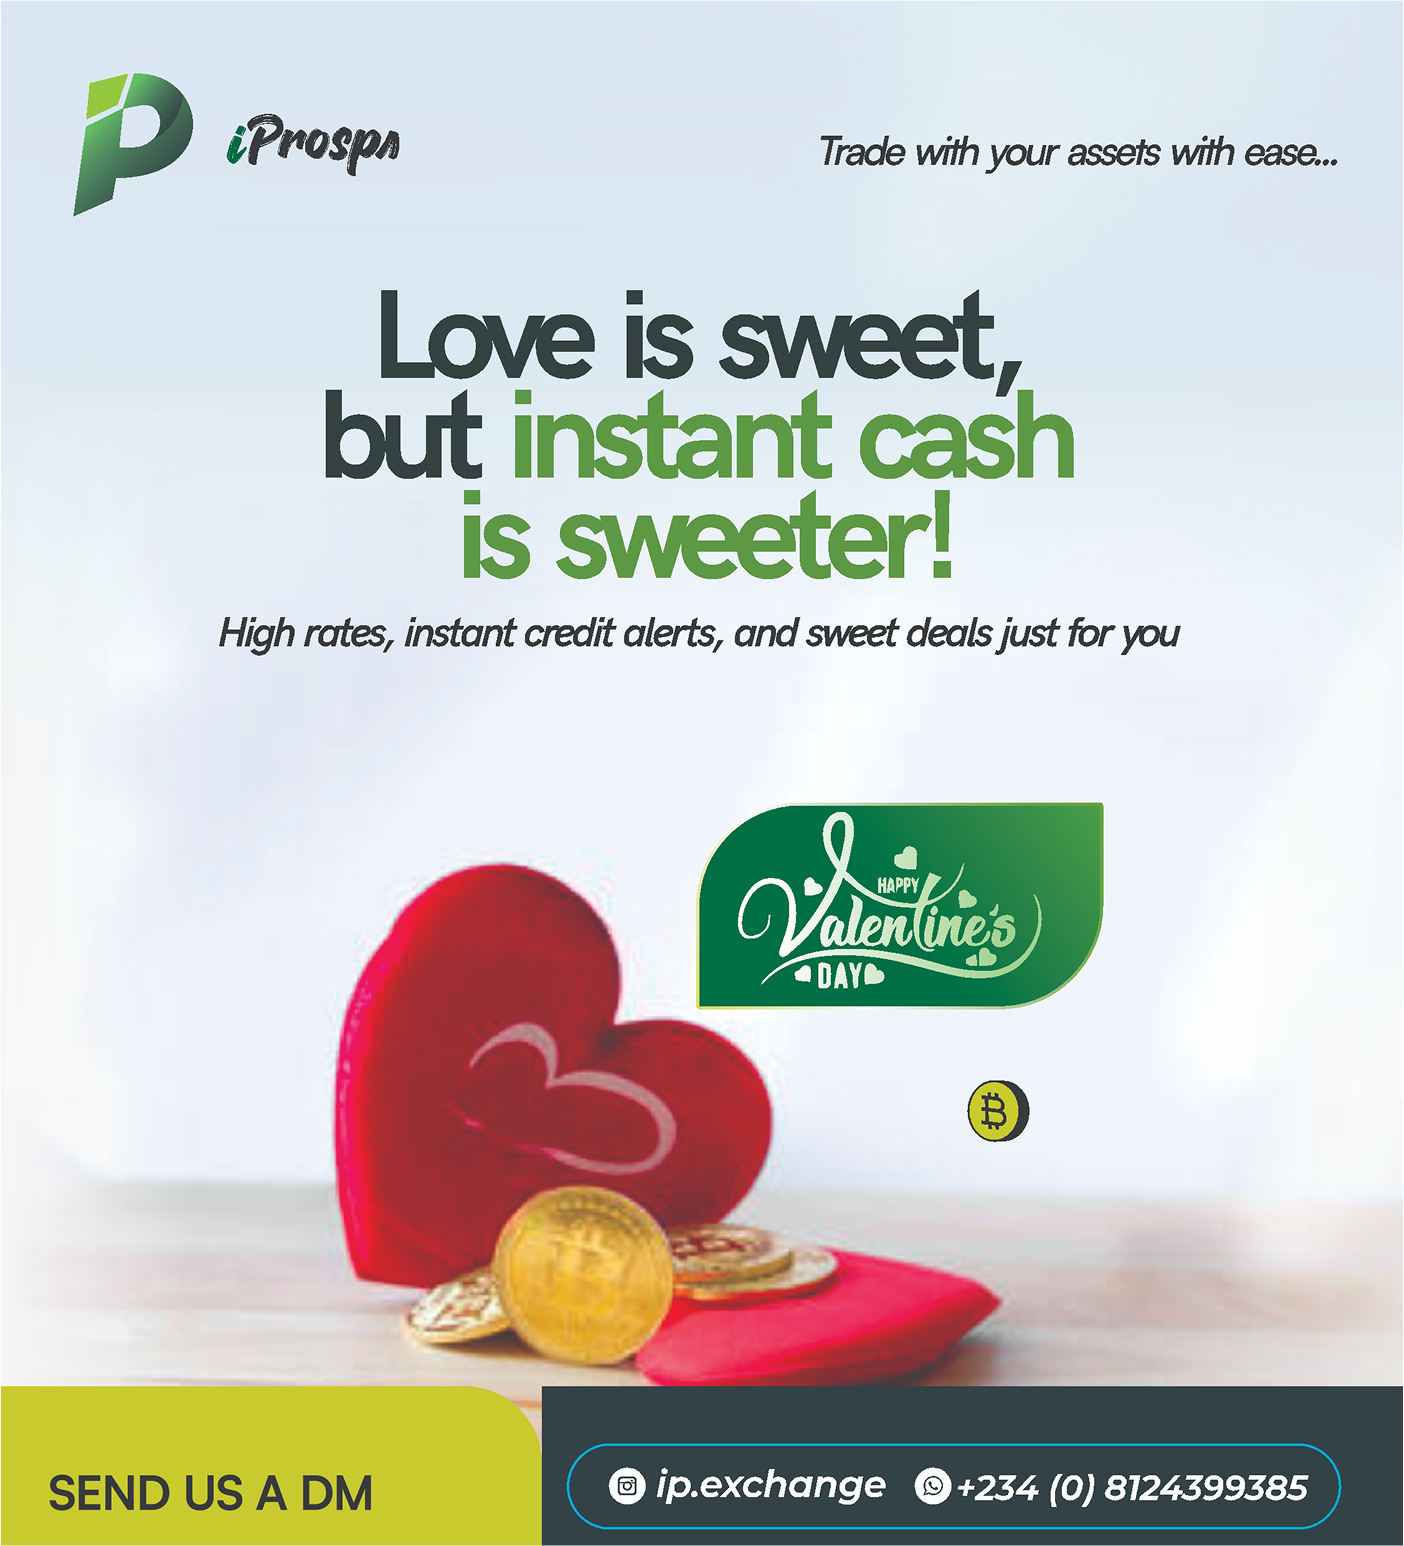 iProspa
Trade with your assets with ease...
Love is sweet,
but instant cash
is sweeter!
High rates, instant credit alerts, and sweet deals just for you
HAPPY
Valentine's
DAY
SEND US A DM
ip.exchange
+234 (0) 8124399385